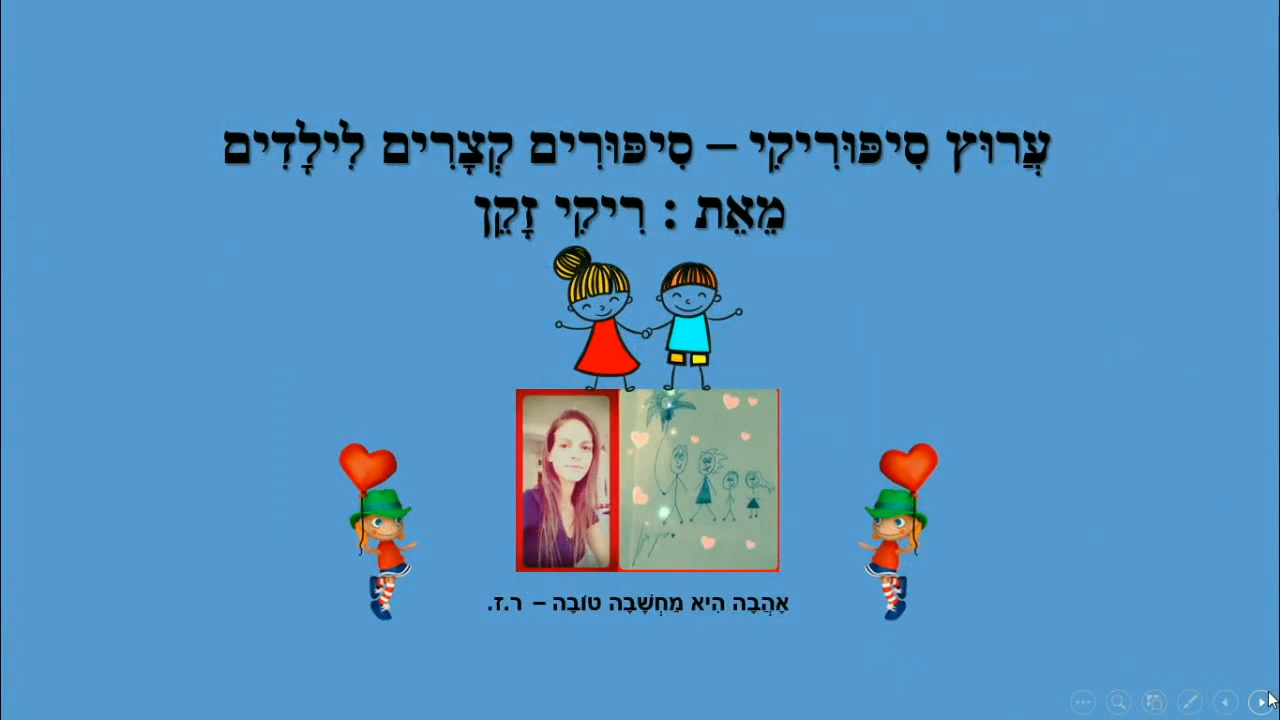 עֲרוּץ סִיפּוּרִיקִי – סִיפּוּרִים קְצָרִים לִילָדִים
מֵאֵת : רִיקִי זָקֵן
אַהֲבָה הִיא מַחְשָׁבָה טוֹבָה – ר.ז.